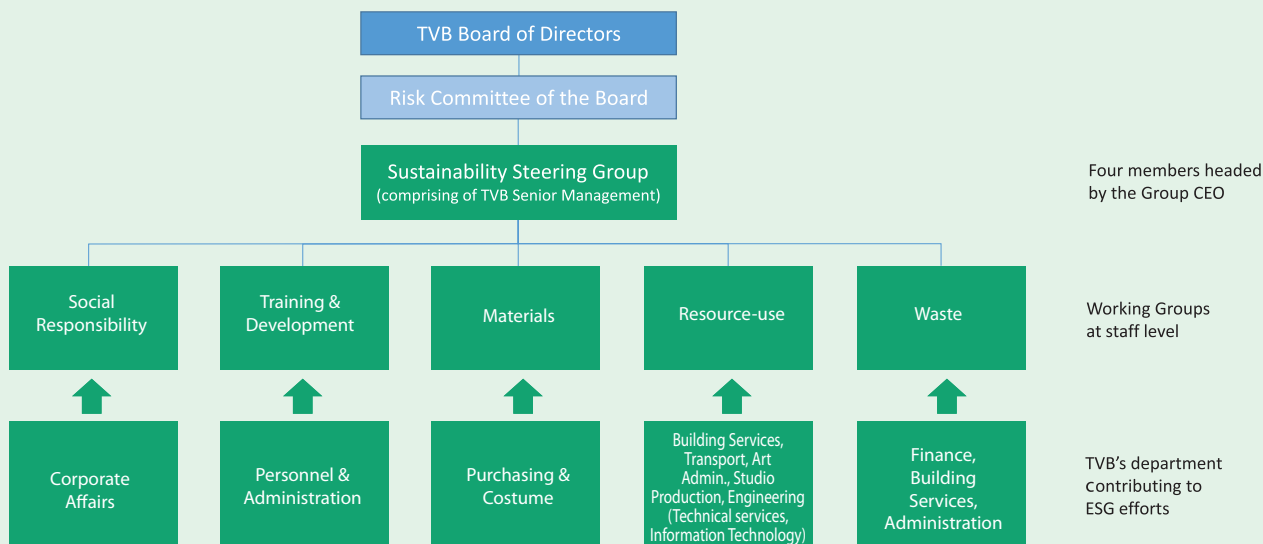 TVB Board of Directors
Risk Committee of the Board
Sustainability Steering Group
(comprising of TVB Senior Management)
Four members headed
by the Group CEO
Social
Responsibility
Training &
Development
Materials
Resource-use
Waste
Working Groups
at staff level
Corporate
Affairs
Personnel &
Administration
Purchasing &
Costume
Building Services,
Transport, Art
Admin., Studio
Production, Engineering
(Technical services,
Information Technology)
Finance,
Building
Services,
Administration
TVB's department
contributing to
ESG efforts